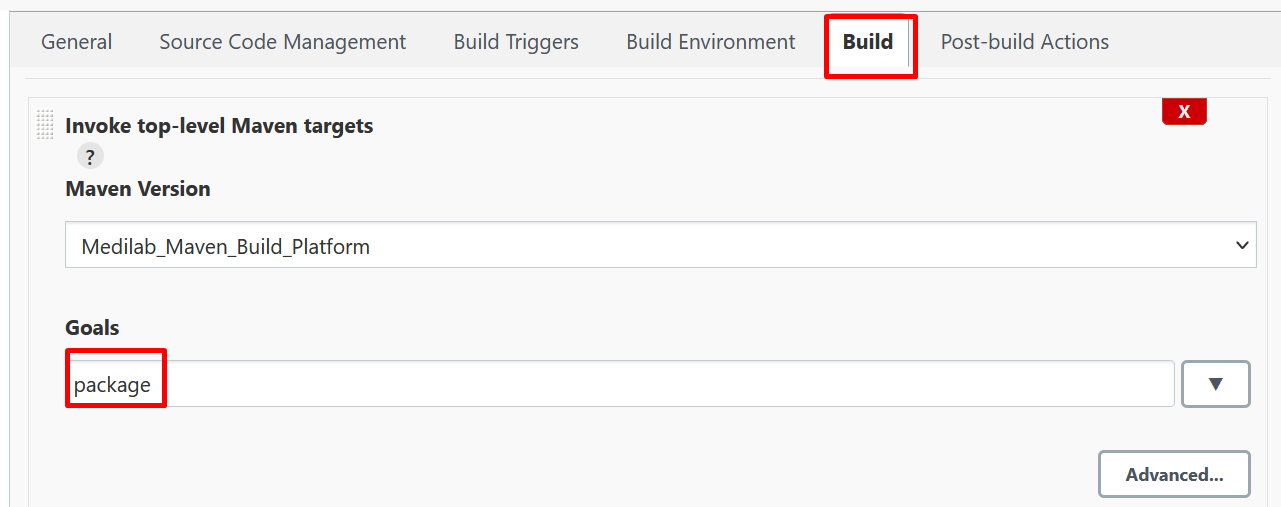 General Source Code Management Build Triggers Build Environment Build Post-build Actions
Invoke top-level Maven targets
X
?
Maven Version
Medilab_Maven_Build_Platform
Goals
package
Advanced...